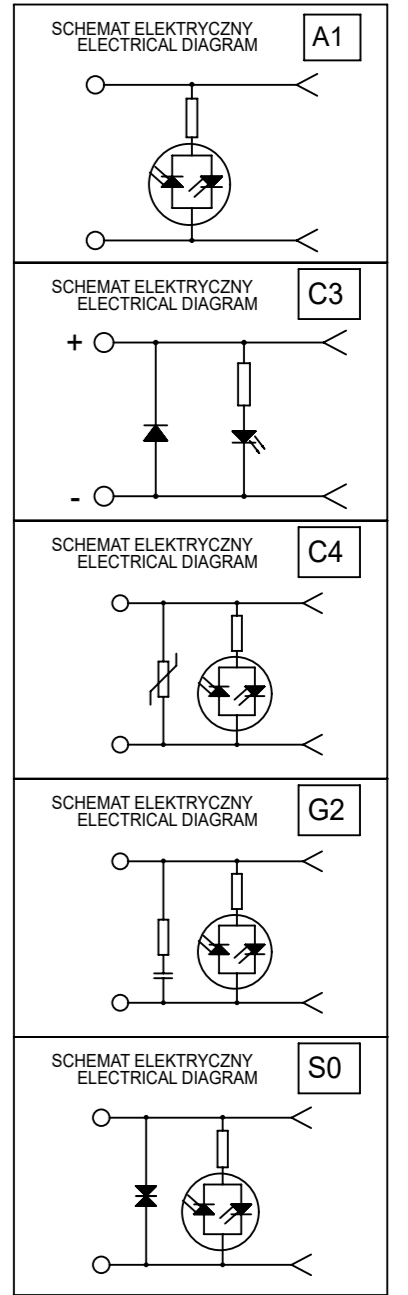 SCHEMAT ELEKTRYCZNY
ELECTRICAL DIAGRAM
A1
SCHEMAT ELEKTRYCZNY
ELECTRICAL DIAGRAM
C3
+
-
SCHEMAT ELEKTRYCZNY
ELECTRICAL DIAGRAM
C4
SCHEMAT ELEKTRYCZNY
ELECTRICAL DIAGRAM
G2
SCHEMAT ELEKTRYCZNY
ELECTRICAL DIAGRAM
S0